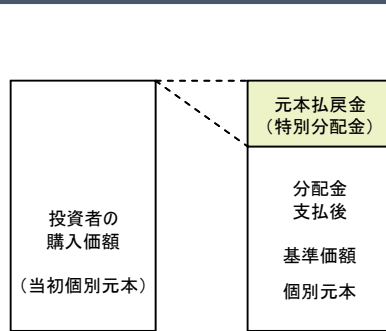 元本払戻金
（特別分配金）
投資者の
購入価額
（当初個別元本）
分配金
支払後
基準価額
個別元本